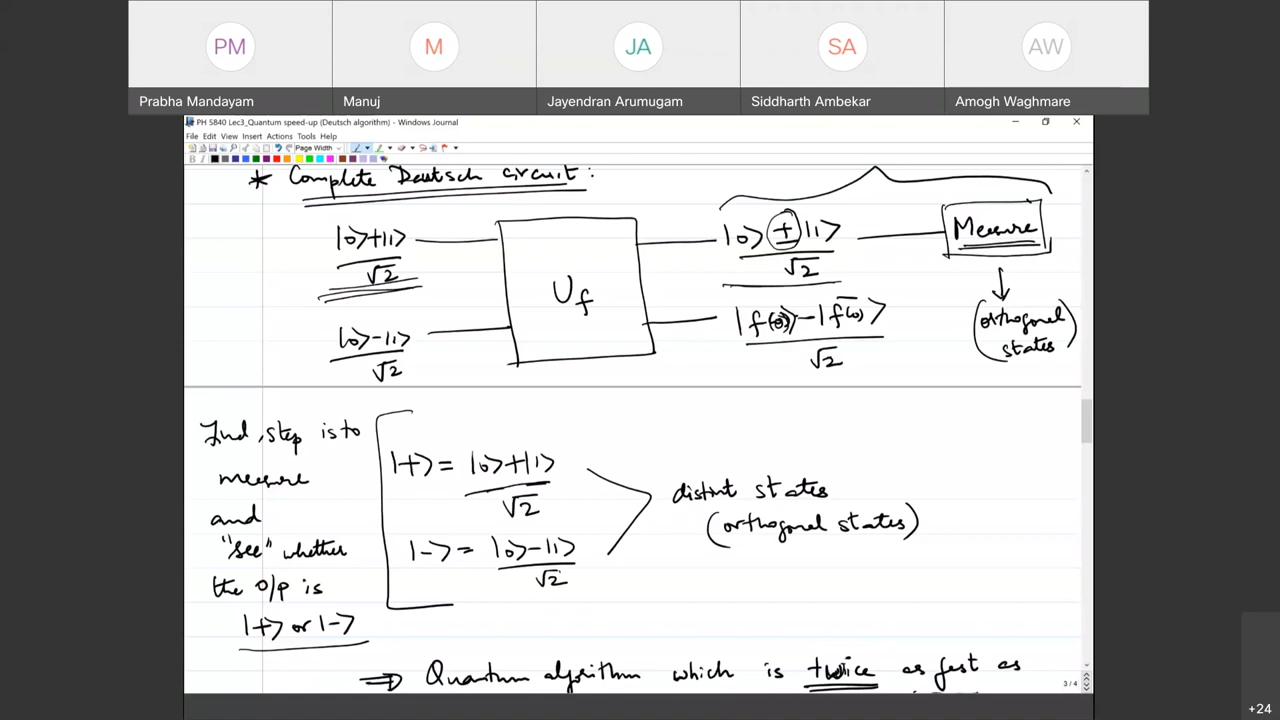 PM M JA SA AW
Prabha Mandayam Manuj Jayendran Arumugam Siddharth Ambekar Amogh Waghmare
PH 5840 Lec3_Quantum speed-up (Deutsch algorithm) - Windows Journal
File Edit View Insert Actions Tools Help
Page Width
* Complete Deutsch circuit:
|0>+|1>
√2
|0>-|1>
√2
Uf
|0> ± |1>
√2
|f(0)> - |f̄(0)>
√2
Measure
(orthogonal
states)
2nd step is to
measure
and
"see" whether
the o/p is
|+> or |->
|+> = |0>+|1>
√2
|-> = |0>-|1>
√2
distinct states
(orthogonal states)
⇒ Quantum algorithm which is twice as fast as
3 / 4
+24